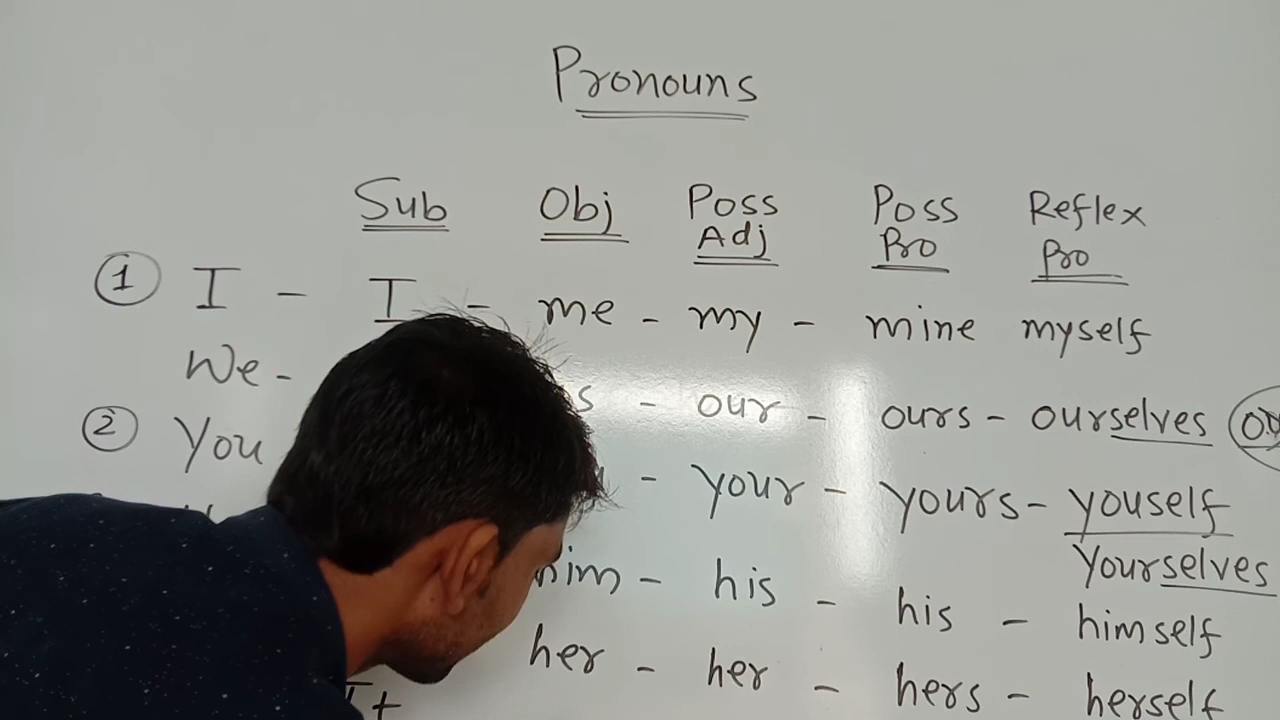 Pronouns
Sub Obj Poss Adj Poss Pro Reflex Pro
1 I - I - me - my - mine myself
We - - our - ours - ourselves
2 You - your - yours - youself
Yourselves
him - his - his - himself
her - her - hers - herself
It